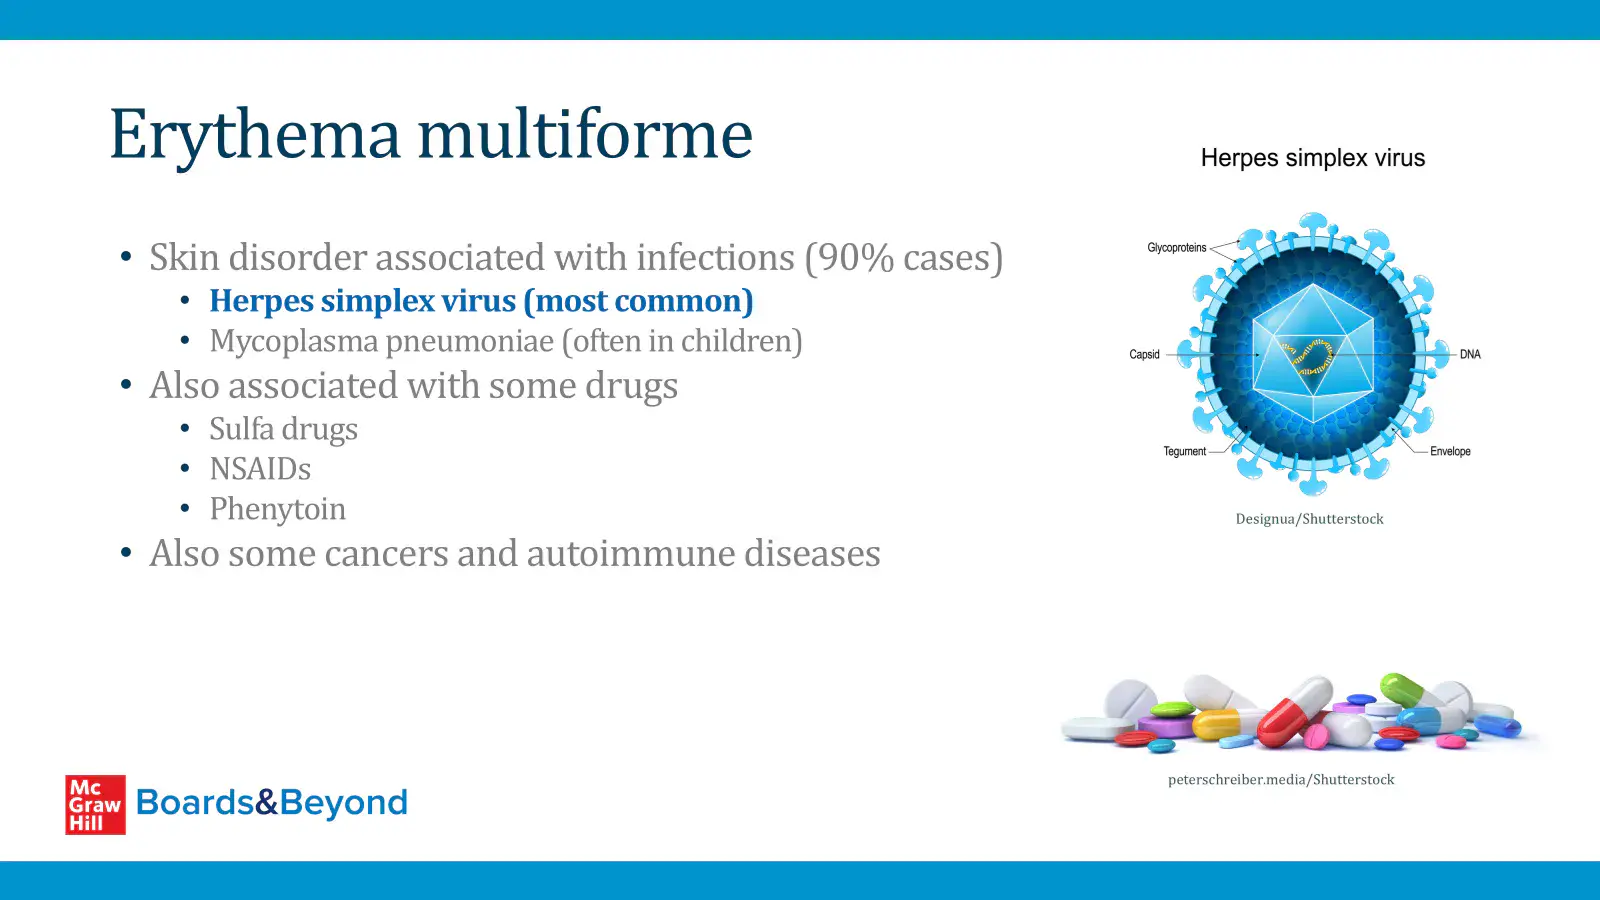 Erythema multiforme
• Skin disorder associated with infections (90% cases)
• Herpes simplex virus (most common)
• Mycoplasma pneumoniae (often in children)
• Also associated with some drugs
• Sulfa drugs
• NSAIDs
• Phenytoin
• Also some cancers and autoimmune diseases
Herpes simplex virus
Glycoproteins
Capsid
DNA
Tegument
Envelope
Designua/Shutterstock
peterschreiber.media/Shutterstock
Mc
Graw
Hill
Boards&Beyond